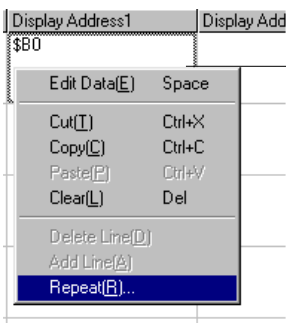 Display Address1 Display Add
$B0
Edit Data(E) Space
Cut(T) Ctrl+X
Copy(C) Ctrl+C
Paste(P) Ctrl+V
Clear(L) Del
Delete Line(D)
Add Line(A)
Repeat(R)...